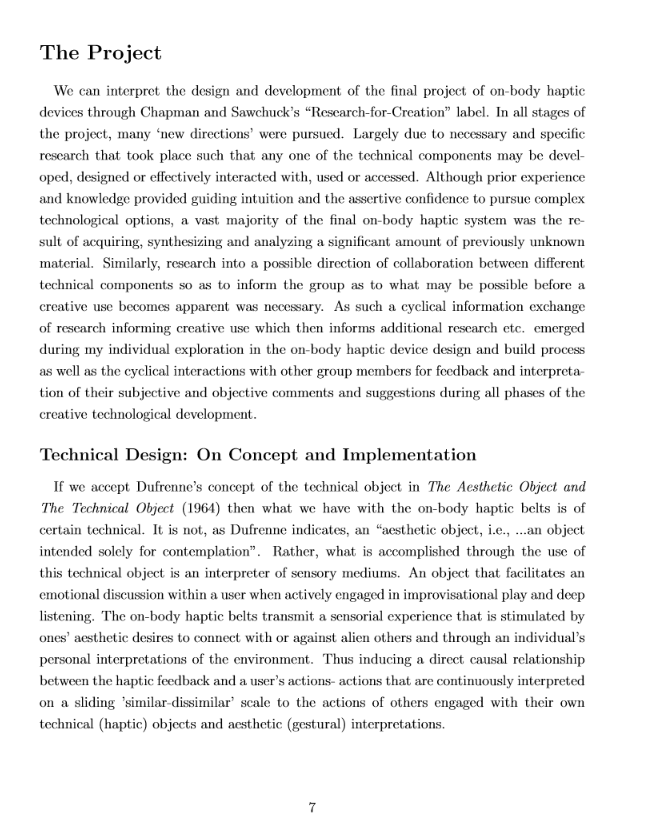 The Project
We can interpret the design and development of the final project of on-body haptic
devices through Chapman and Sawchuck's “Research-for-Creation” label. In all stages of
the project, many ‘new directions’ were pursued. Largely due to necessary and specific
research that took place such that any one of the technical components may be devel-
oped, designed or effectively interacted with, used or accessed. Although prior experience
and knowledge provided guiding intuition and the assertive confidence to pursue complex
technological options, a vast majority of the final on-body haptic system was the re-
sult of acquiring, synthesizing and analyzing a significant amount of previously unknown
material. Similarly, research into a possible direction of collaboration between different
technical components so as to inform the group as to what may be possible before a
creative use becomes apparent was necessary. As such a cyclical information exchange
of research informing creative use which then informs additional research etc. emerged
during my individual exploration in the on-body haptic device design and build process
as well as the cyclical interactions with other group members for feedback and interpreta-
tion of their subjective and objective comments and suggestions during all phases of the
creative technological development.
Technical Design: On Concept and Implementation
If we accept Dufrenne's concept of the technical object in The Aesthetic Object and
The Technical Object (1964) then what we have with the on-body haptic belts is of
certain technical. It is not, as Dufrenne indicates, an “aesthetic object, i.e., ...an object
intended solely for contemplation”. Rather, what is accomplished through the use of
this technical object is an interpreter of sensory mediums. An object that facilitates an
emotional discussion within a user when actively engaged in improvisational play and deep
listening. The on-body haptic belts transmit a sensorial experience that is stimulated by
ones' aesthetic desires to connect with or against alien others and through an individual's
personal interpretations of the environment. Thus inducing a direct causal relationship
between the haptic feedback and a user's actions- actions that are continuously interpreted
on a sliding 'similar-dissimilar' scale to the actions of others engaged with their own
technical (haptic) objects and aesthetic (gestural) interpretations.
7